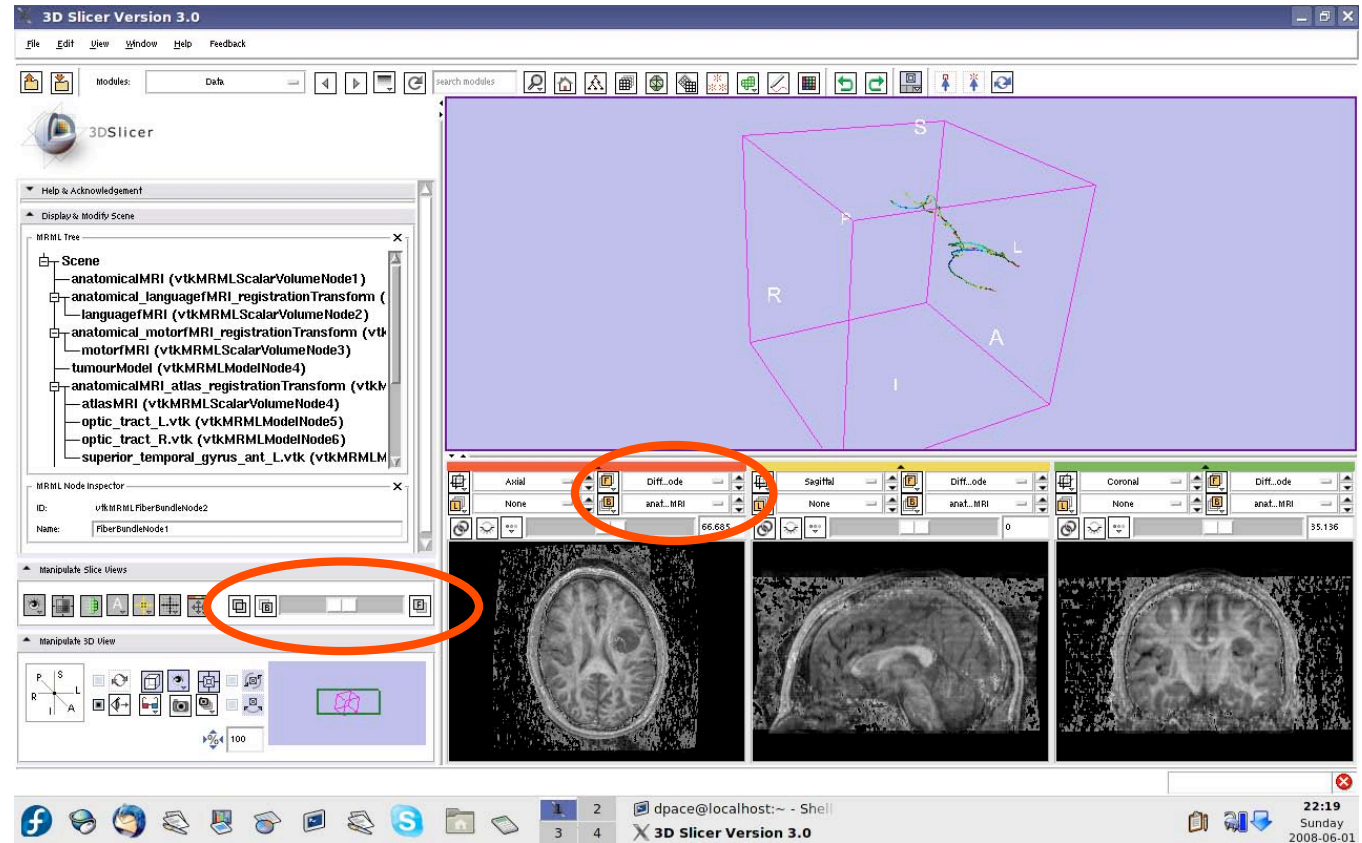 3D Slicer Version 3.0
File Edit View Window Help Feedback
Modules: Data search modules
3DSlicer
Help & Acknowledgement
Display & Modify Scene
MRML Tree
Scene
anatomicalMRI (vtkMRMLScalarVolumeNode1)
anatomical_languagefMRI_registrationTransform (
languagefMRI (vtkMRMLScalarVolumeNode2)
anatomical_motorfMRI_registrationTransform (vtk
motorfMRI (vtkMRMLScalarVolumeNode3)
tumourModel (vtkMRMLModelNode4)
anatomicalMRI_atlas_registrationTransform (vtkM
atlasMRI (vtkMRMLScalarVolumeNode4)
optic_tract_L.vtk (vtkMRMLModelNode5)
optic_tract_R.vtk (vtkMRMLModelNode6)
superior_temporal_gyrus_ant_L.vtk (vtkMRMLM
MRML Node Inspector
ID: vtkMRMLFiberBundleNode2
Name: FiberBundleNode1
Manipulate Slice Views
A B F
Manipulate 3D View
P S
R L
I A
% 100
S
P
L
R
A
I
Axial F Diff...ode
L None B anat...MRI
66.685
Sagittal F Diff...ode
L None B anat...MRI
0
Coronal F Diff...ode
L None B anat...MRI
35.136
1 2
3 4
dpace@localhost:~ - Shell
3D Slicer Version 3.0
22:19
Sunday
2008-06-01